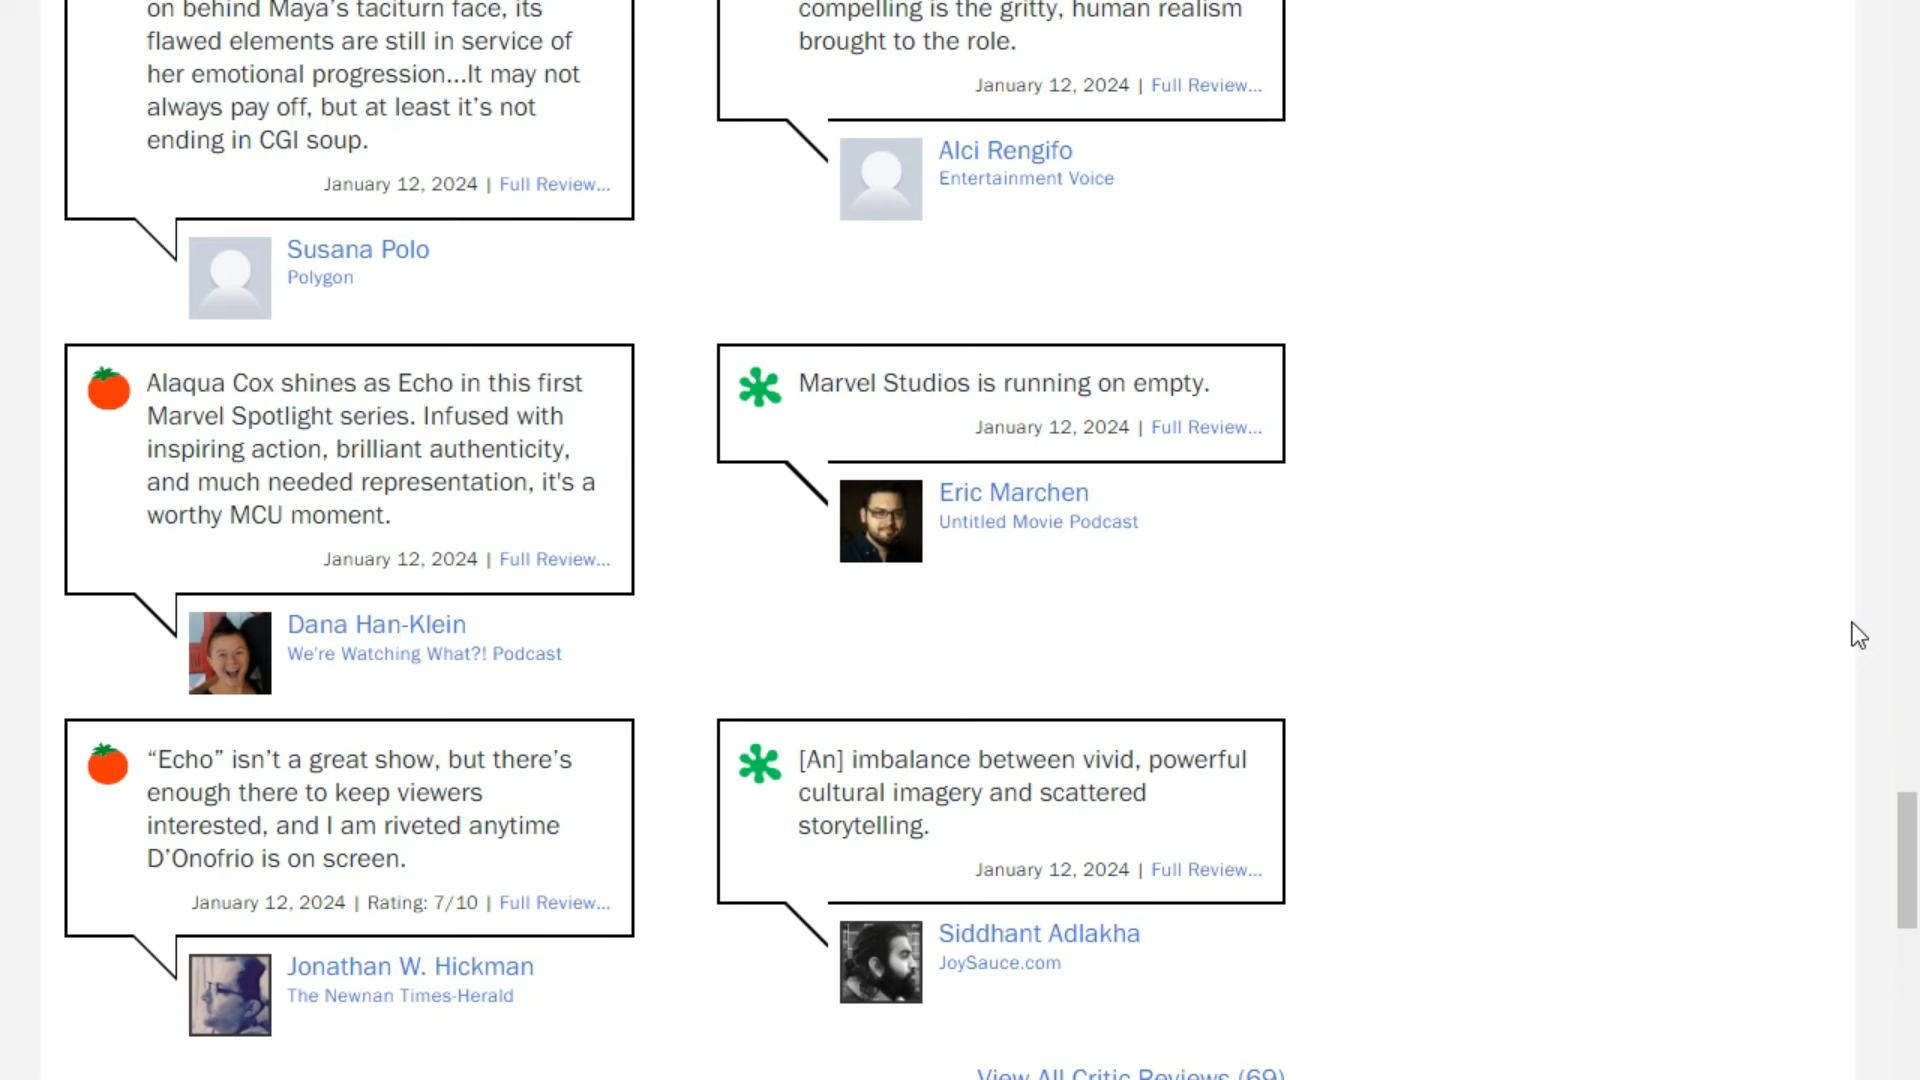 on behind Maya's taciturn face, its
flawed elements are still in service of
her emotional progression...It may not
always pay off, but at least it's not
ending in CGI soup.
January 12, 2024 | Full Review...
Susana Polo
Polygon
compelling is the gritty, human realism
brought to the role.
January 12, 2024 | Full Review...
Alci Rengifo
Entertainment Voice
Alaqua Cox shines as Echo in this first
Marvel Spotlight series. Infused with
inspiring action, brilliant authenticity,
and much needed representation, it's a
worthy MCU moment.
January 12, 2024 | Full Review...
Dana Han-Klein
We're Watching What?! Podcast
Marvel Studios is running on empty.
January 12, 2024 | Full Review...
Eric Marchen
Untitled Movie Podcast
“Echo” isn’t a great show, but there’s
enough there to keep viewers
interested, and I am riveted anytime
D’Onofrio is on screen.
January 12, 2024 | Rating: 7/10 | Full Review...
Jonathan W. Hickman
The Newnan Times-Herald
[An] imbalance between vivid, powerful
cultural imagery and scattered
storytelling.
January 12, 2024 | Full Review...
Siddhant Adlakha
JoySauce.com
View All Critic Reviews (69)